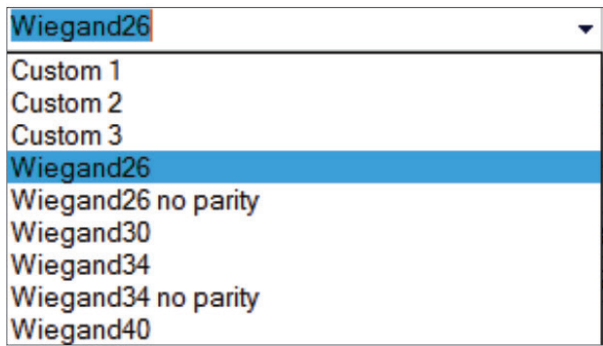 Wiegand26
Custom 1
Custom 2
Custom 3
Wiegand26
Wiegand26 no parity
Wiegand30
Wiegand34
Wiegand34 no parity
Wiegand40